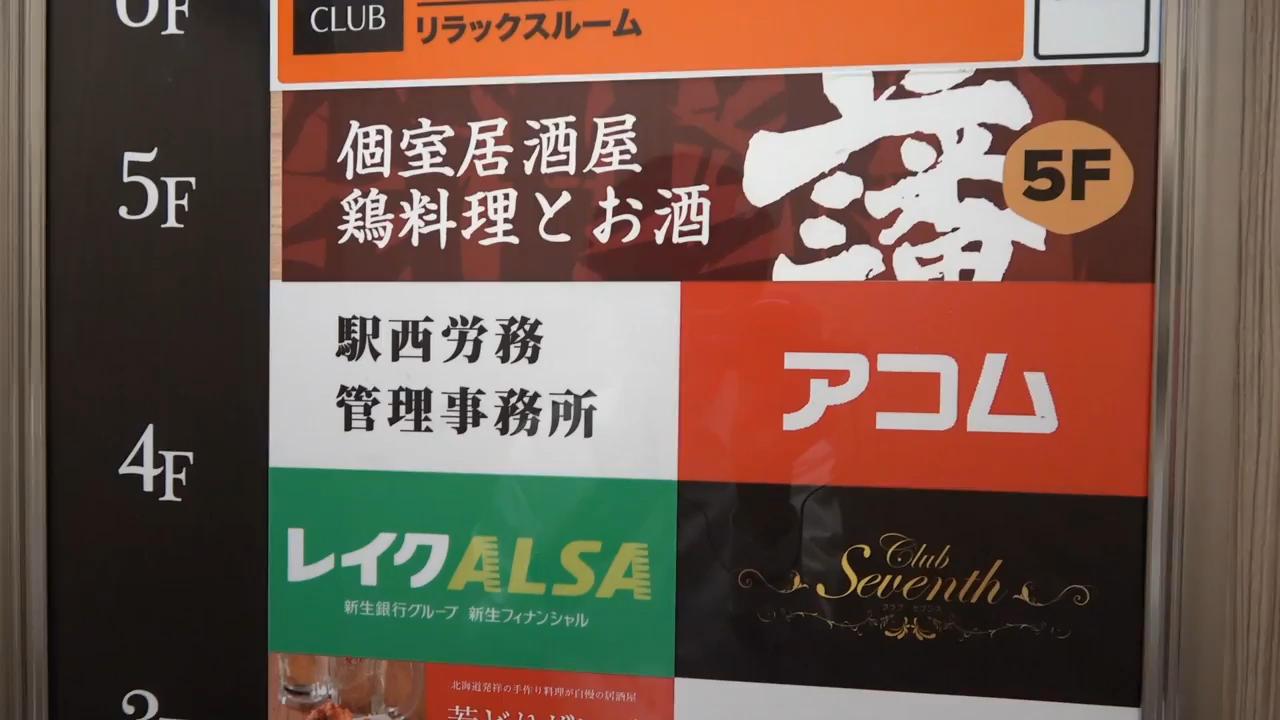 6F
CLUB
リラックスルーム
5F
個室居酒屋
鶏料理とお酒
藩
5F
駅西労務
管理事務所
アコム
4F
レイクALSA
新生銀行グループ 新生フィナンシャル
Club
Seventh
クラブ セブンス
北海道発祥の手作り料理が自慢の居酒屋